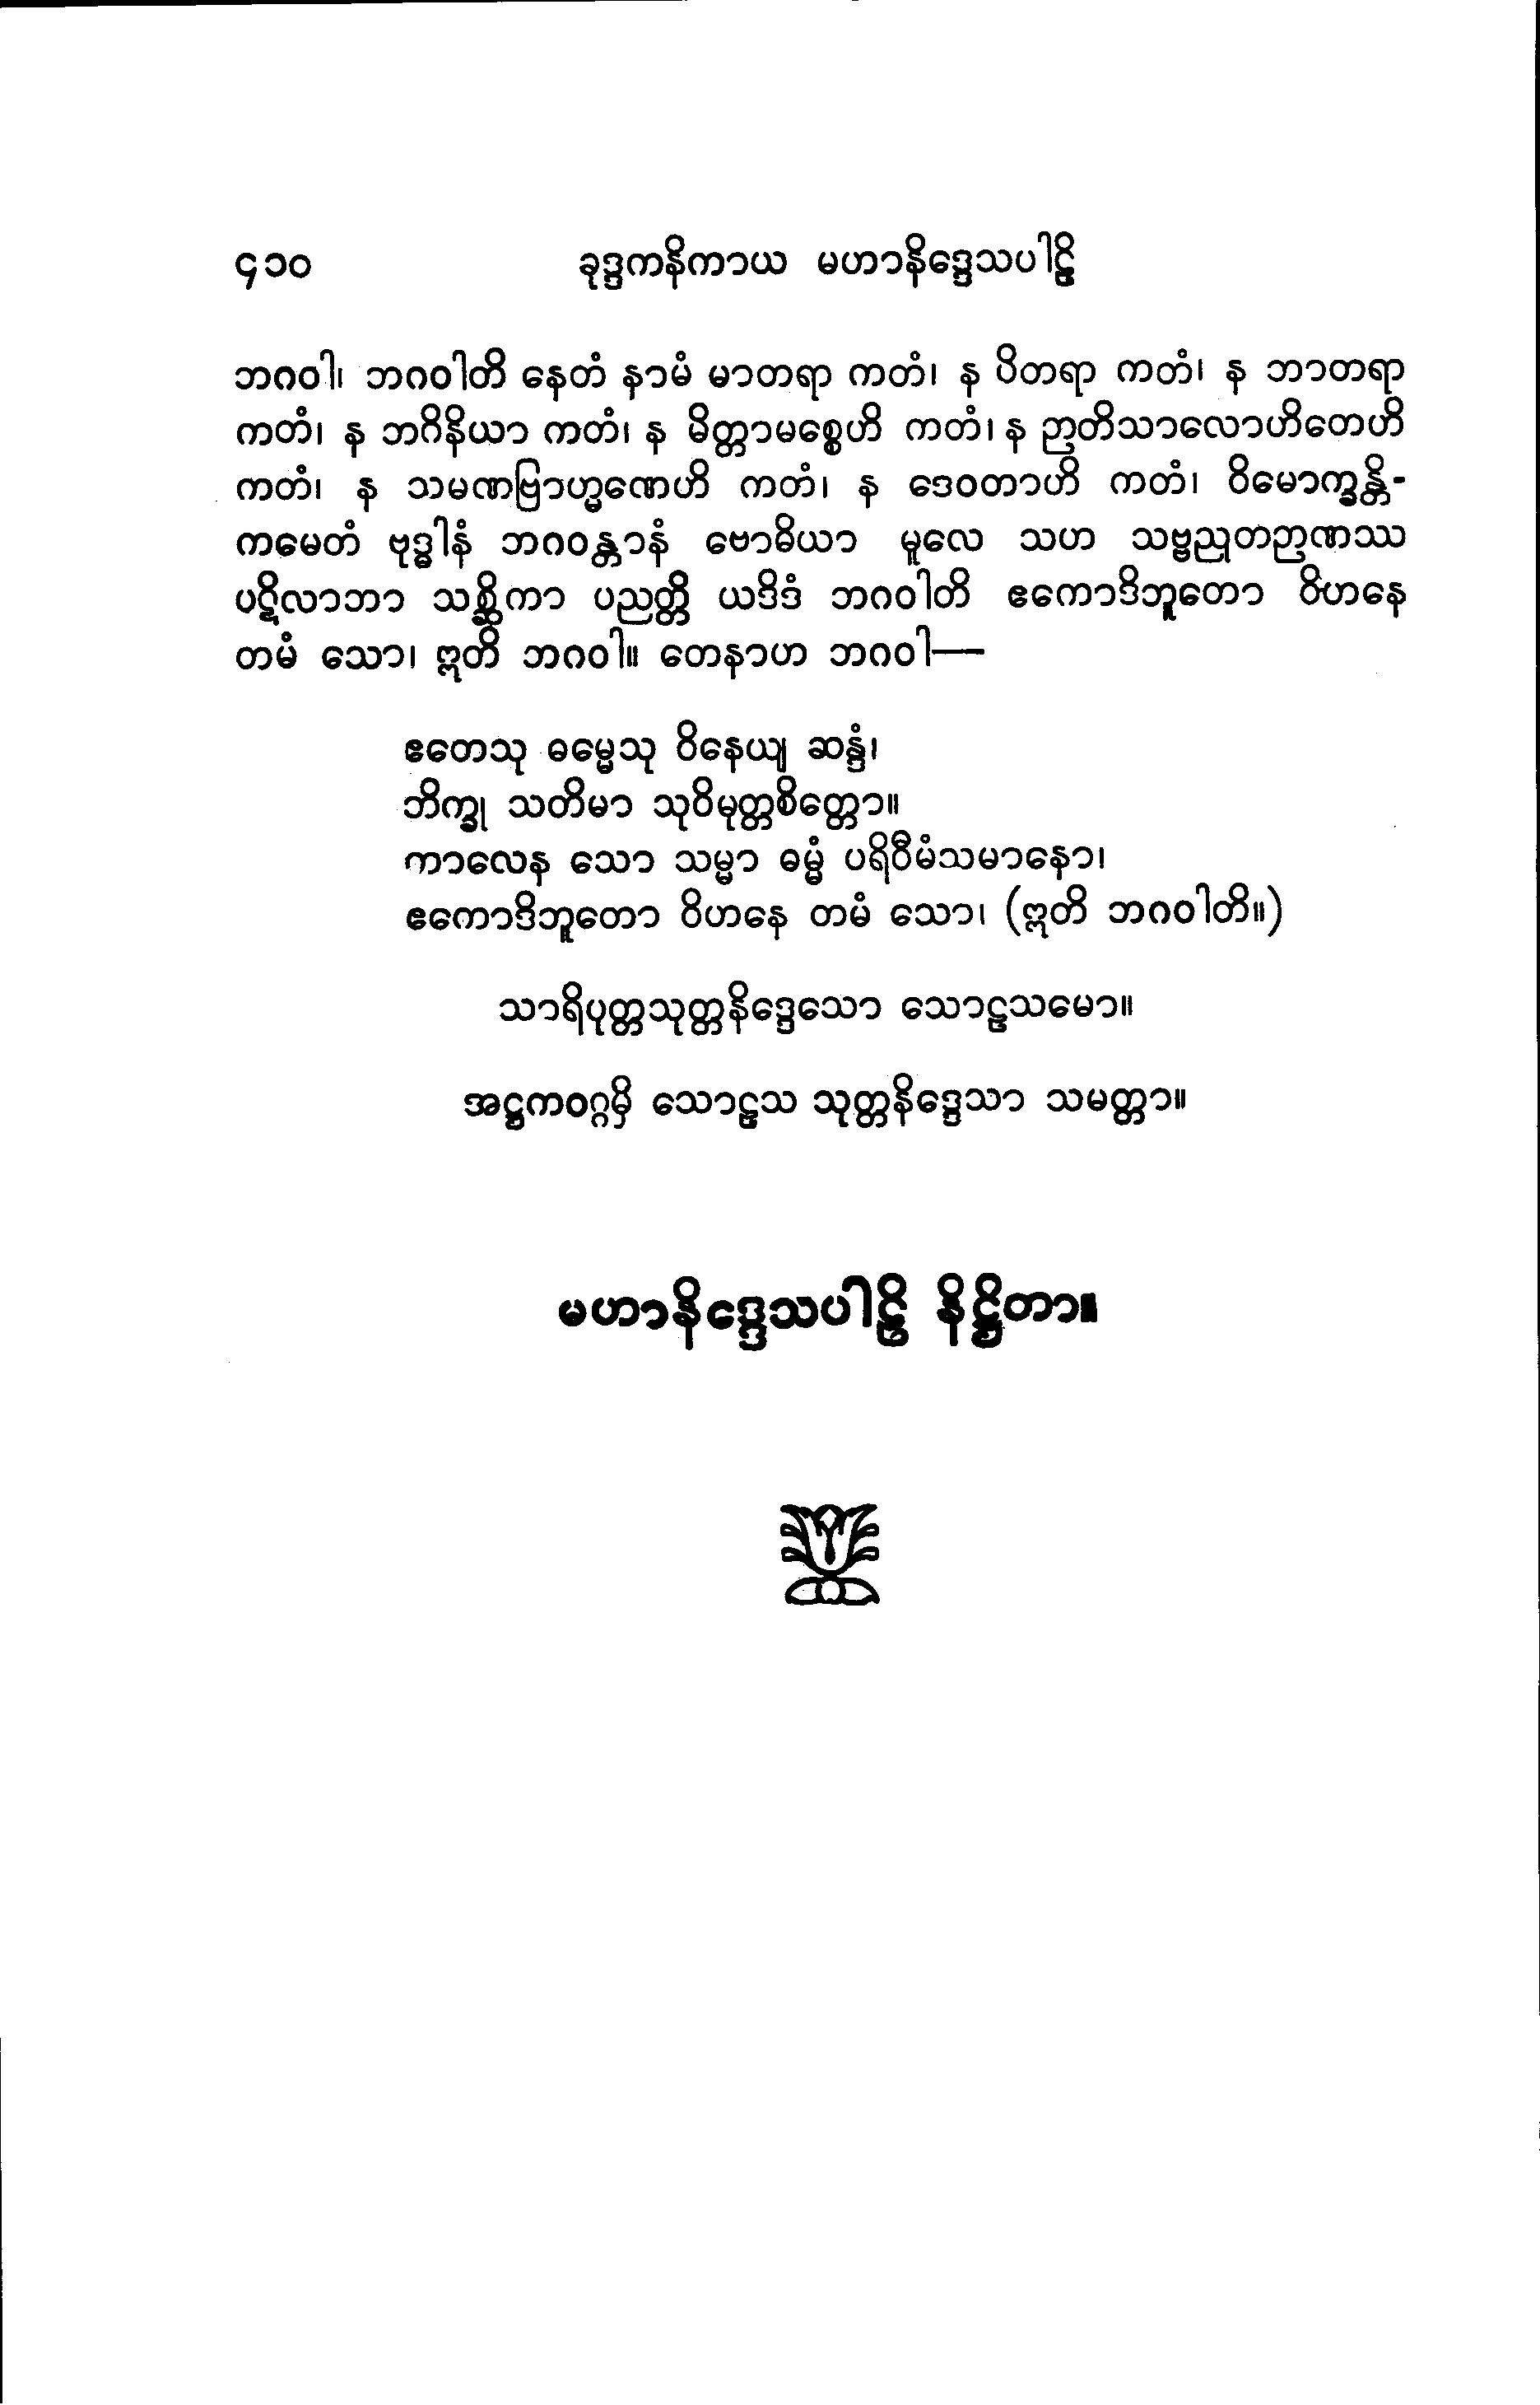 ၄၁၀ ခုဒ္ဒကနိကာယ မဟာနိဒ္ဒေသပါဠိ
ဘဂဝါ၊ ဘဂဝါတိ နေတံ နာမံ မာတရာ ကတံ၊ န ပိတရာ ကတံ၊ န ဘာတရာ
ကတံ၊ န ဘဂိနိယာ ကတံ၊ န မိတ္တာမစ္စေဟိ ကတံ၊ န ဉာတိသာလောဟိတေဟိ
ကတံ၊ န သမဏဗြာဟ္မဏေဟိ ကတံ၊ န ဒေဝတာဟိ ကတံ၊ ဝိမောက္ခန္တိ-
ကမေတံ ဗုဒ္ဓါနံ ဘဂဝန္တာနံ ဗောဓိယာ မူလေ သဟ သဗ္ဗညုတဉာဏဿ
ပဋိလာဘာ သစ္ဆိကာ ပညတ္တိ ယဒိဒံ ဘဂဝါတိ ဧကောဒိဘူတော ဝိဟနေ
တမံ သော၊ ဣတိ ဘဂဝါ။ တေနာဟ ဘဂဝါ—
ဧတေသု ဓမ္မေသု ဝိနေယျ ဆန္ဒံ၊
ဘိက္ခု သတိမာ သုဝိမုတ္တစိတ္တော။
ကာလေန သော သမ္မာ ဓမ္မံ ပရိဝီမံသမာနော၊
ဧကောဒိဘူတော ဝိဟနေ တမံ သော၊ (ဣတိ ဘဂဝါတိ။)
သာရိပုတ္တသုတ္တနိဒ္ဒေသော သောဠသမော။
အဋ္ဌကဝဂ္ဂမှိ သောဠသ သုတ္တနိဒ္ဒေသာ သမတ္တာ။
မဟာနိဒ္ဒေသပါဠိ နိဋ္ဌိတာ။